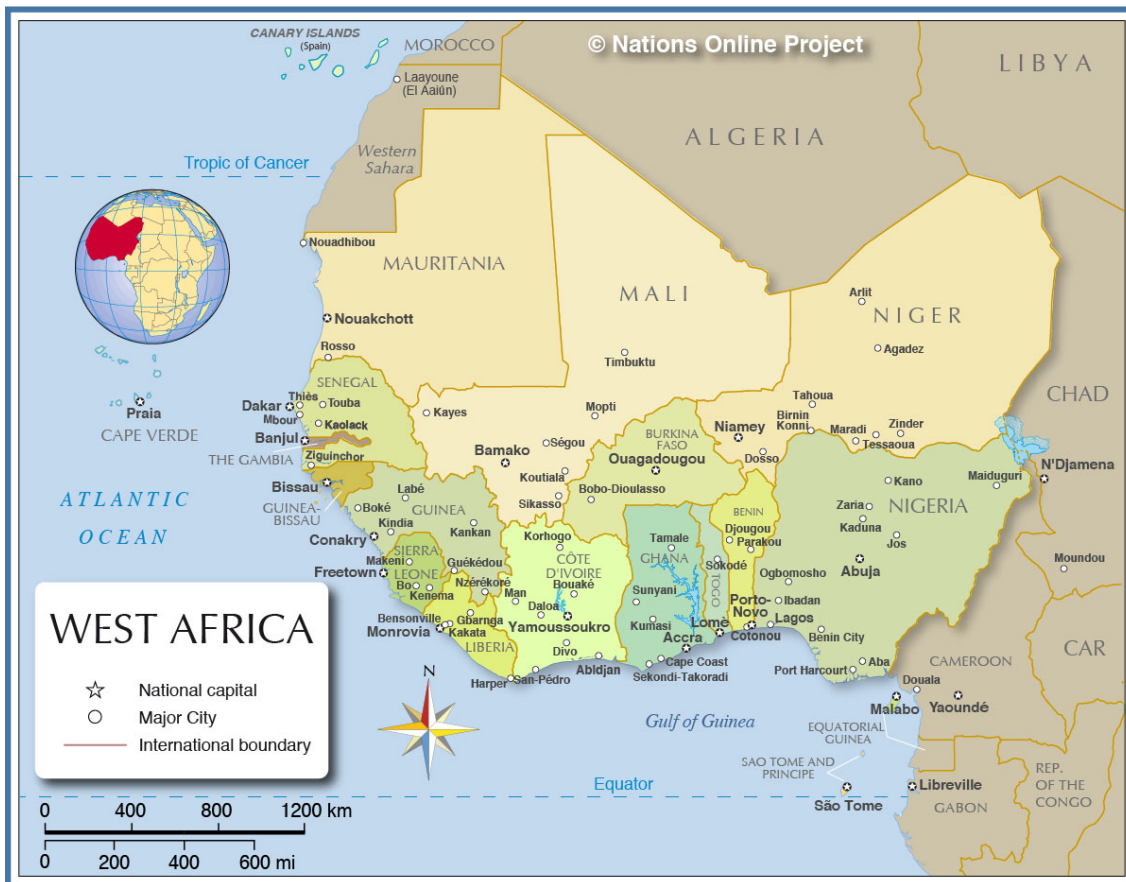 CANARY ISLANDS
(Spain)
MOROCCO
© Nations Online Project
LIBYA
Laayoune
(El Aaiún)
ALGERIA
Western
Sahara
Tropic of Cancer
Nouadhibou
MAURITANIA
MALI
NIGER
Arlit
Nouakchott
Agadez
Rosso
Timbuktu
SENEGAL
CHAD
Dakar
Thiès
Touba
Mbour
Kaolack
Praia
CAPE VERDE
Kayes
Mopti
Tahoua
Birnin
Konni
Maradi
Zinder
Tessaoua
Niamey
Dosso
Banjul
THE GAMBIA
Ségou
BURKINA
FASO
Ouagadougou
Bamako
Ziguinchor
Koutiala
N'Djamena
Maiduguri
Kano
Bissau
GUINEA-
BISSAU
ATLANTIC
OCEAN
Labé
Boké
GUINEA
Sikasso
Bobo-Dioulasso
BENIN
Zaria
NIGERIA
Kaduna
Jos
Kindia
Kankan
Conakry
Korhogo
Tamale
GHANA
Djougou
Parakou
SIERRA
LEONE
Makeni
Guékédou
CÔTE
D'IVOIRE
Sokodé
TOGO
Abuja
Moundou
Freetown
Bo
Kenema
Nzérékoré
Man
Bouaké
Sunyani
Ogbomosho
Porto-
Novo
Ibadan
Daloa
Bensonville
Gbarnga
Yamoussoukro
Kumasi
Lomé
Lagos
Monrovia
Kakata
LIBERIA
Accra
Cotonou
Benin City
Divo
Cape Coast
CAMEROON
CAR
Harper
San-Pédro
Abidjan
Sekondi-Takoradi
Port Harcourt
Aba
Douala
Malabo
Yaoundé
Gulf of Guinea
EQUATORIAL
GUINEA
SAO TOME AND
PRINCIPE
REP.
OF THE
CONGO
Equator
São Tome
Libreville
GABON
WEST AFRICA
National capital
Major City
International boundary
N
0 400 800 1200 km
0 200 400 600 mi